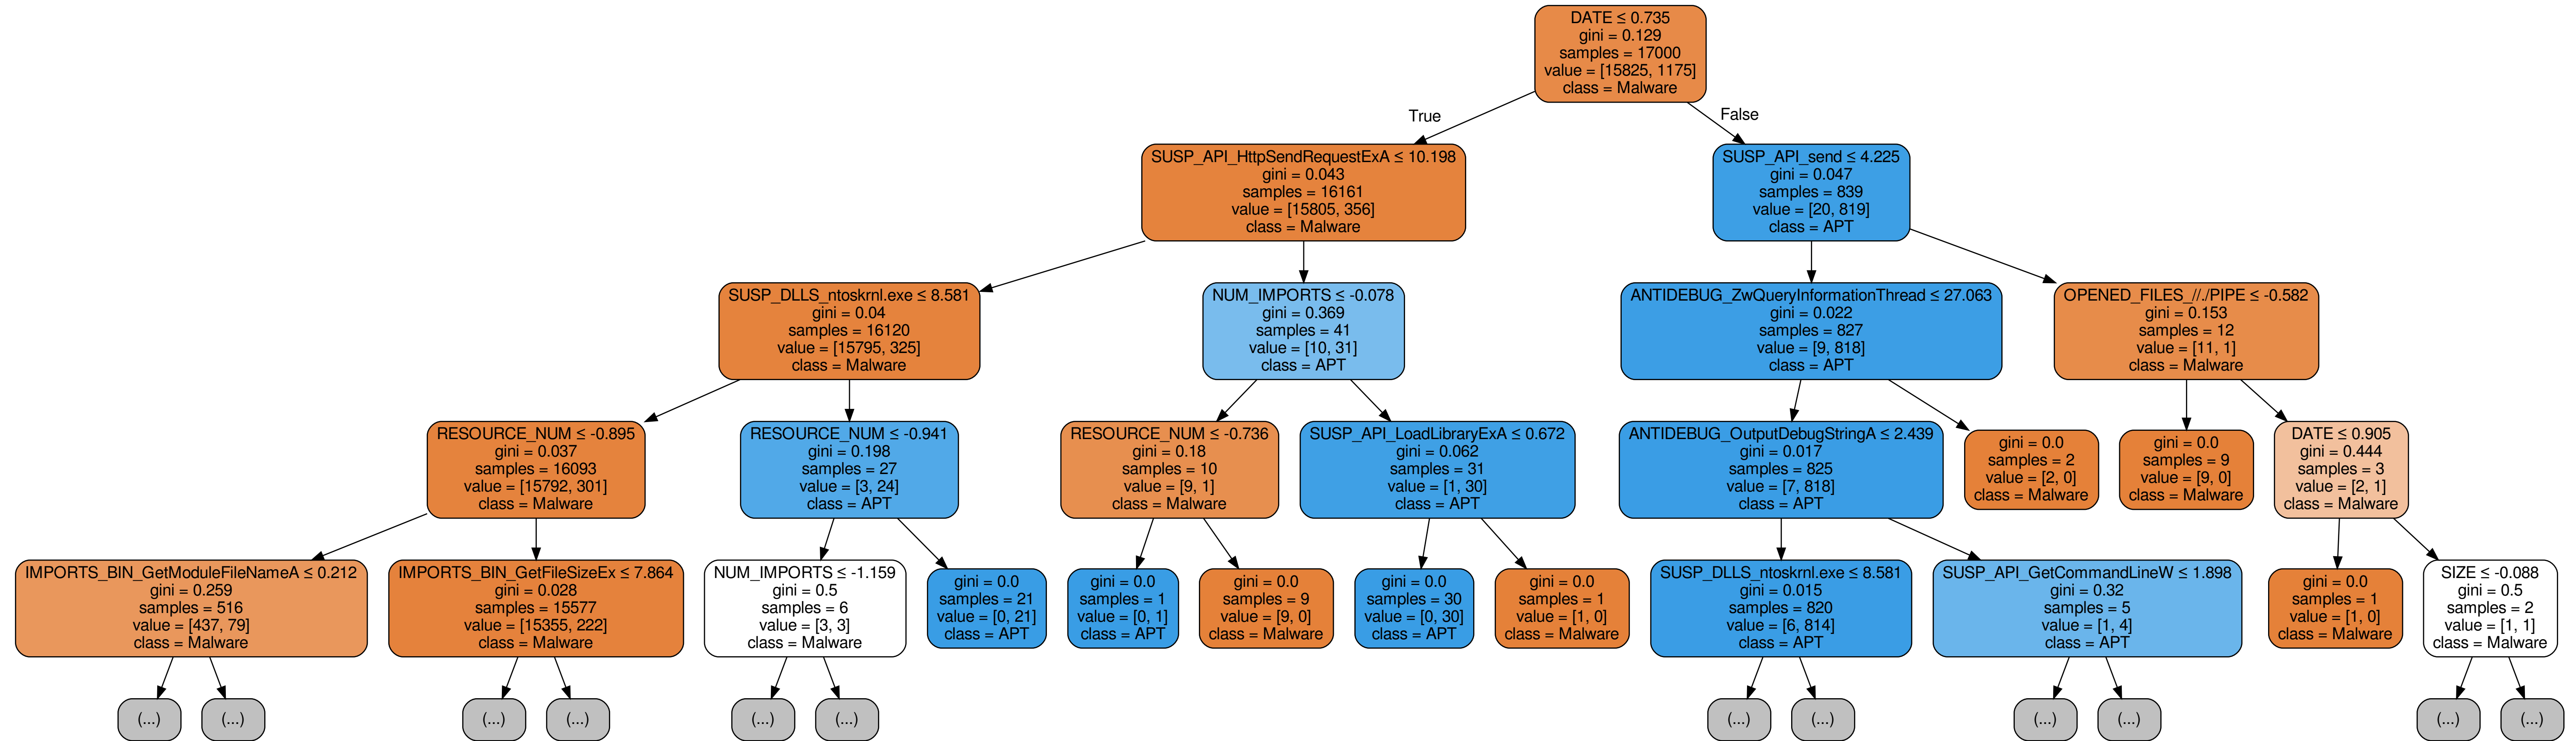 DATE ≤ 0.735
gini = 0.129
samples = 17000
value = [15825, 1175]
class = Malware
True
False
SUSP_API_HttpSendRequestExA ≤ 10.198
gini = 0.043
samples = 16161
value = [15805, 356]
class = Malware
SUSP_API_send ≤ 4.225
gini = 0.047
samples = 839
value = [20, 819]
class = APT
SUSP_DLLS_ntoskrnl.exe ≤ 8.581
gini = 0.04
samples = 16120
value = [15795, 325]
class = Malware
NUM_IMPORTS ≤ -0.078
gini = 0.369
samples = 41
value = [10, 31]
class = APT
ANTIDEBUG_ZwQueryInformationThread ≤ 27.063
gini = 0.022
samples = 827
value = [9, 818]
class = APT
OPENED_FILES_//./PIPE ≤ -0.582
gini = 0.153
samples = 12
value = [11, 1]
class = Malware
RESOURCE_NUM ≤ -0.895
gini = 0.037
samples = 16093
value = [15792, 301]
class = Malware
RESOURCE_NUM ≤ -0.941
gini = 0.198
samples = 27
value = [3, 24]
class = APT
RESOURCE_NUM ≤ -0.736
gini = 0.18
samples = 10
value = [9, 1]
class = Malware
SUSP_API_LoadLibraryExA ≤ 0.672
gini = 0.062
samples = 31
value = [1, 30]
class = APT
ANTIDEBUG_OutputDebugStringA ≤ 2.439
gini = 0.017
samples = 825
value = [7, 818]
class = APT
gini = 0.0
samples = 2
value = [2, 0]
class = Malware
gini = 0.0
samples = 9
value = [9, 0]
class = Malware
DATE ≤ 0.905
gini = 0.444
samples = 3
value = [2, 1]
class = Malware
IMPORTS_BIN_GetModuleFileNameA ≤ 0.212
gini = 0.259
samples = 516
value = [437, 79]
class = Malware
IMPORTS_BIN_GetFileSizeEx ≤ 7.864
gini = 0.028
samples = 15577
value = [15355, 222]
class = Malware
NUM_IMPORTS ≤ -1.159
gini = 0.5
samples = 6
value = [3, 3]
class = Malware
gini = 0.0
samples = 21
value = [0, 21]
class = APT
gini = 0.0
samples = 1
value = [0, 1]
class = APT
gini = 0.0
samples = 9
value = [9, 0]
class = Malware
gini = 0.0
samples = 30
value = [0, 30]
class = APT
gini = 0.0
samples = 1
value = [1, 0]
class = Malware
SUSP_DLLS_ntoskrnl.exe ≤ 8.581
gini = 0.015
samples = 820
value = [6, 814]
class = APT
SUSP_API_GetCommandLineW ≤ 1.898
gini = 0.32
samples = 5
value = [1, 4]
class = APT
gini = 0.0
samples = 1
value = [1, 0]
class = Malware
SIZE ≤ -0.088
gini = 0.5
samples = 2
value = [1, 1]
class = Malware
(...)
(...)
(...)
(...)
(...)
(...)
(...)
(...)
(...)
(...)
(...)
(...)